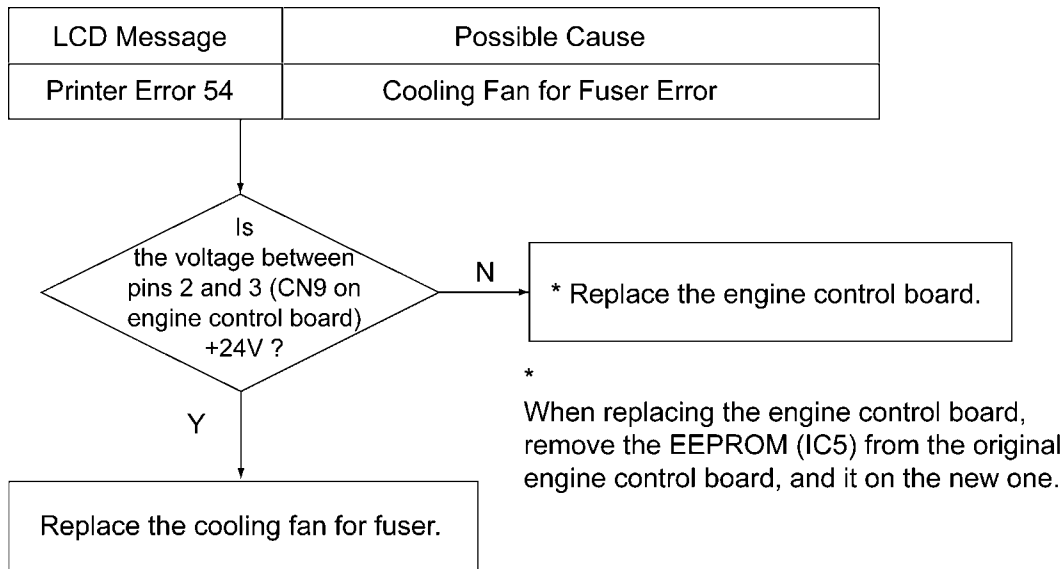 LCD Message
Possible Cause
Printer Error 54
Cooling Fan for Fuser Error
Is
the voltage between
pins 2 and 3 (CN9 on
engine control board)
+24V ?
N
* Replace the engine control board.
*
When replacing the engine control board,
remove the EEPROM (IC5) from the original
engine control board, and it on the new one.
Y
Replace the cooling fan for fuser.